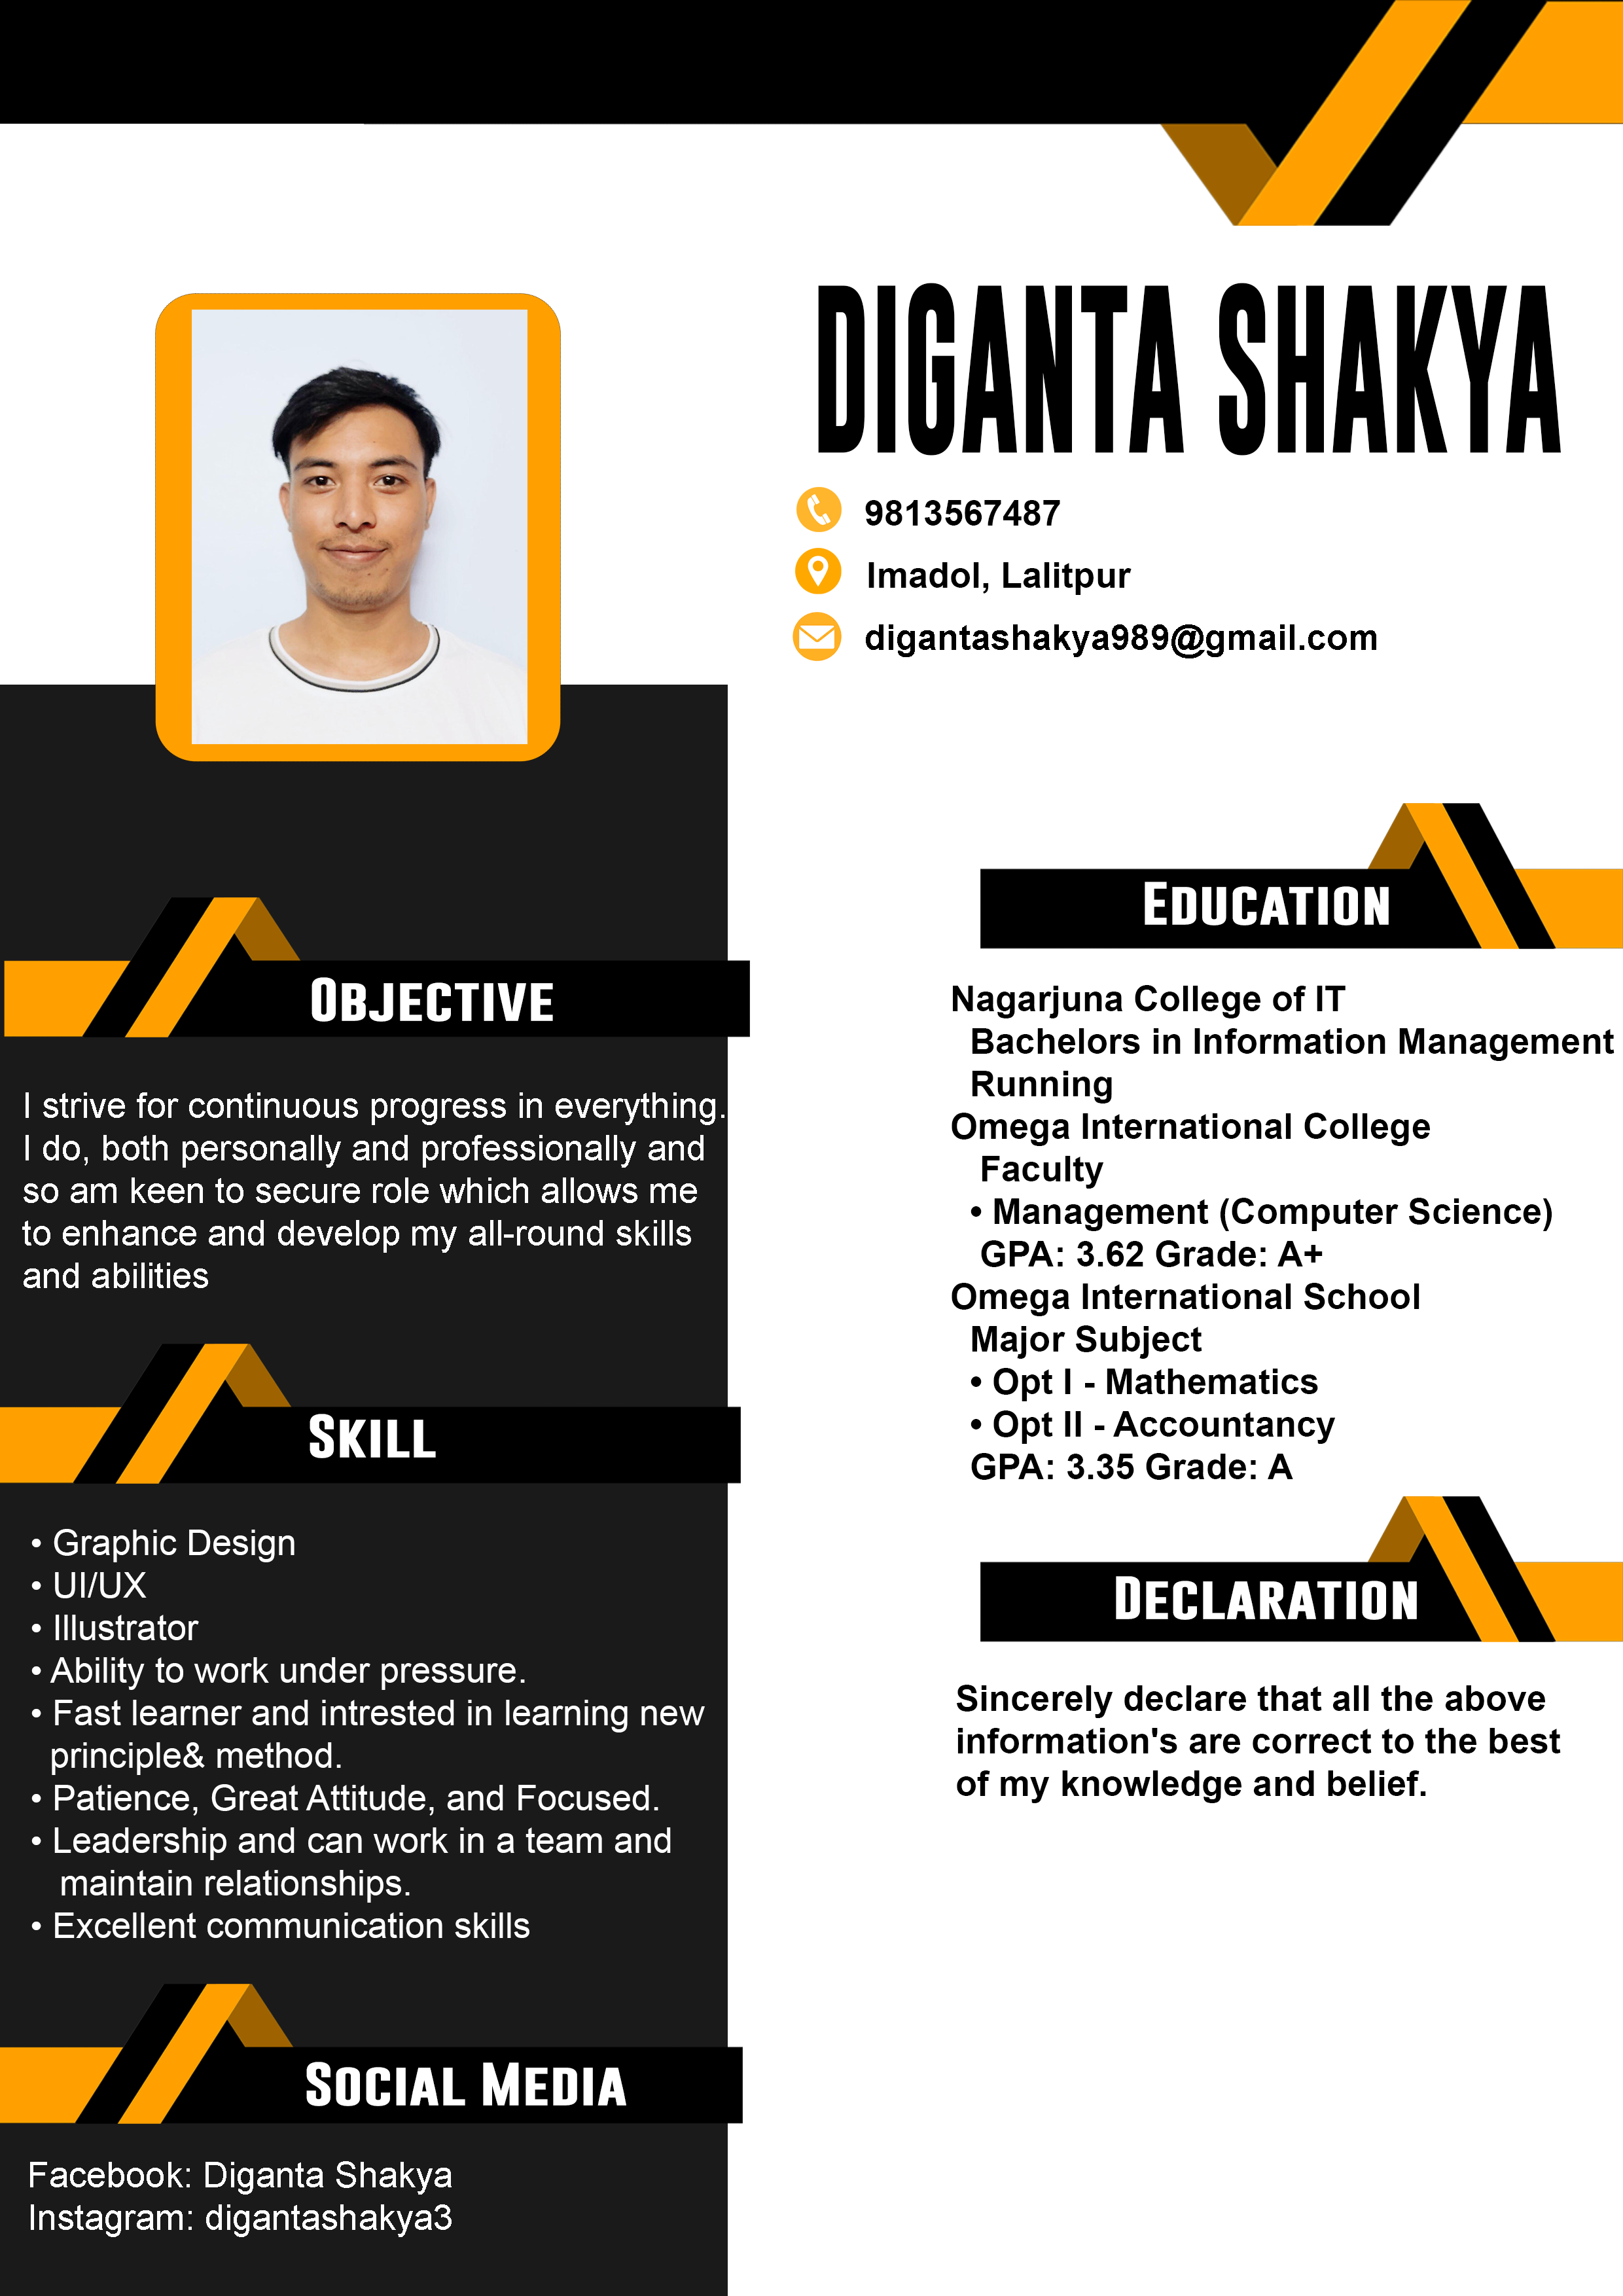 DIGANTA SHAKYA
9813567487
Imadol, Lalitpur
digantashakya989@gmail.com
OBJECTIVE
I strive for continuous progress in everything.
I do, both personally and professionally and
so am keen to secure role which allows me
to enhance and develop my all-round skills
and abilities
SKILL
• Graphic Design
• UI/UX
• Illustrator
• Ability to work under pressure.
• Fast learner and intrested in learning new
principle& method.
• Patience, Great Attitude, and Focused.
• Leadership and can work in a team and
maintain relationships.
• Excellent communication skills
SOCIAL MEDIA
Facebook: Diganta Shakya
Instagram: digantashakya3
EDUCATION
Nagarjuna College of IT
Bachelors in Information Management
Running
Omega International College
Faculty
• Management (Computer Science)
GPA: 3.62 Grade: A+
Omega International School
Major Subject
• Opt I - Mathematics
• Opt II - Accountancy
GPA: 3.35 Grade: A
DECLARATION
Sincerely declare that all the above
information's are correct to the best
of my knowledge and belief.